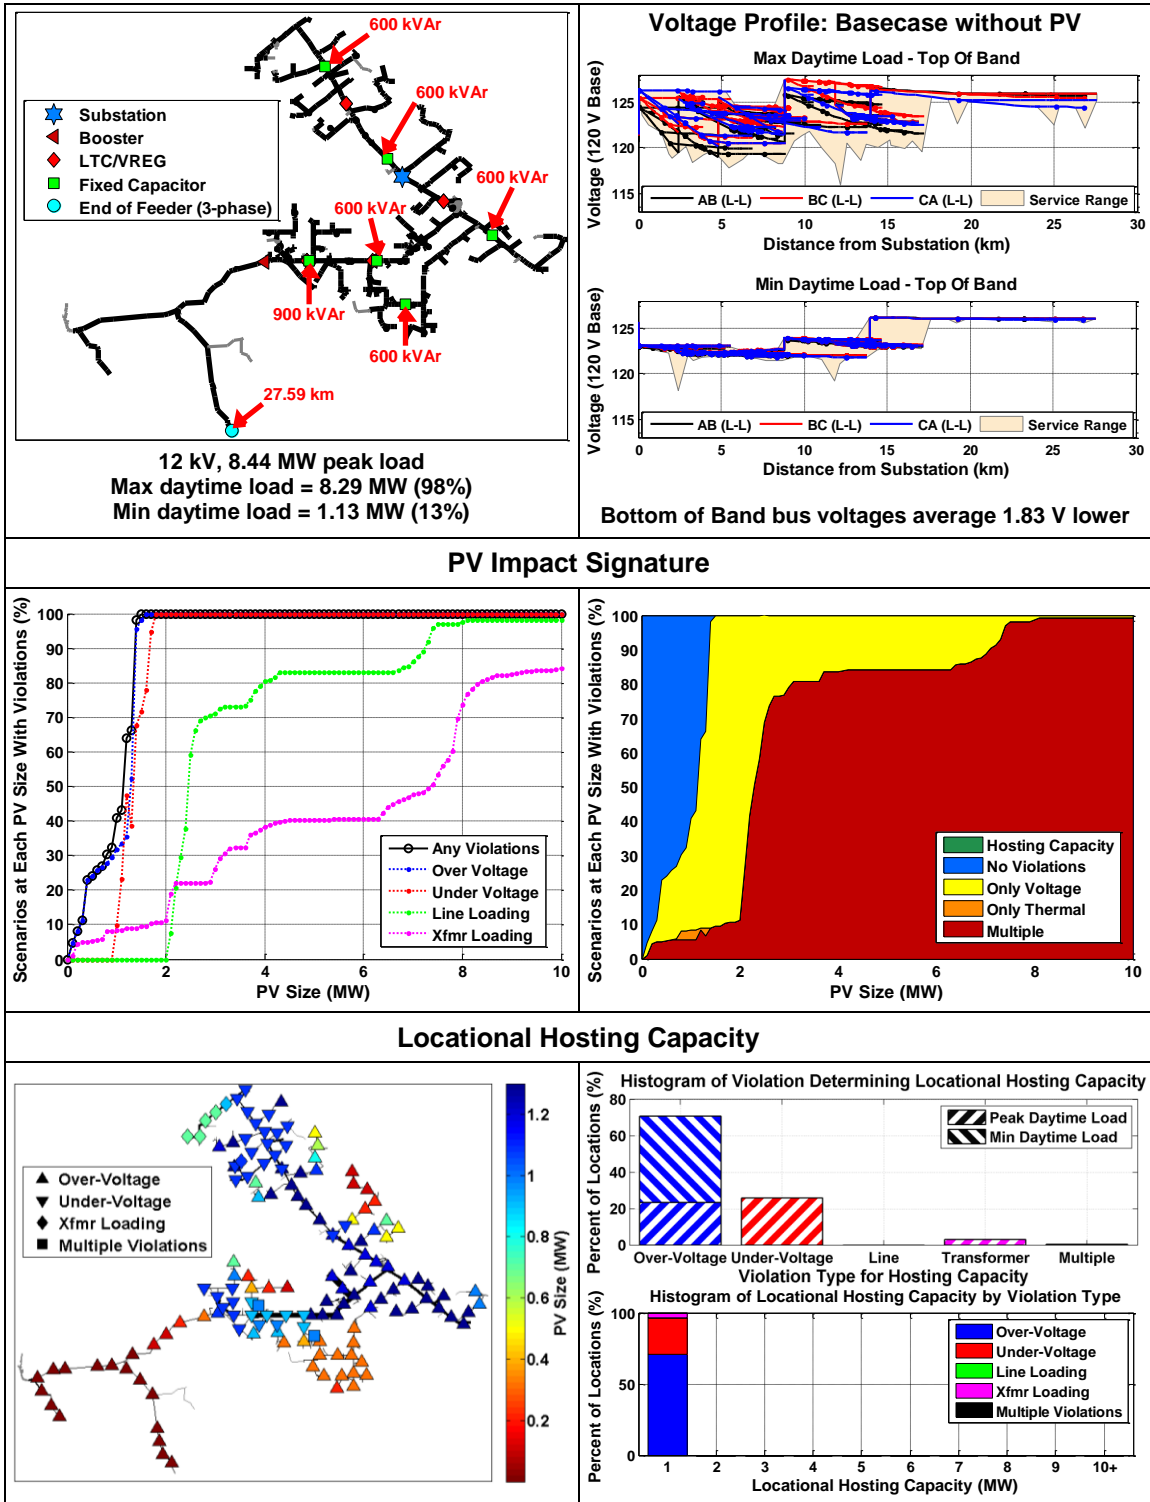 600 kVAr
600 kVAr
600 kVAr
600 kVAr
900 kVAr
600 kVAr
27.59 km
Substation
Booster
LTC/VREG
Fixed Capacitor
End of Feeder (3-phase)
12 kV, 8.44 MW peak load
Max daytime load = 8.29 MW (98%)
Min daytime load = 1.13 MW (13%)
Voltage Profile: Basecase without PV
Max Daytime Load - Top Of Band
Voltage (120 V Base)
125
120
115
AB (L-L) BC (L-L) CA (L-L) Service Range
0 5 10 15 20 25 30
Distance from Substation (km)
Min Daytime Load - Top Of Band
Voltage (120 V Base)
125
120
115
AB (L-L) BC (L-L) CA (L-L) Service Range
0 5 10 15 20 25 30
Distance from Substation (km)
Bottom of Band bus voltages average 1.83 V lower
PV Impact Signature
Scenarios at Each PV Size With Violations (%)
100
90
80
70
60
50
40
30
20
10
0
Any Violations
Over Voltage
Under Voltage
Line Loading
Xfmr Loading
0 2 4 6 8 10
PV Size (MW)
Scenarios at Each PV Size With Violations (%)
100
90
80
70
60
50
40
30
20
10
0
Hosting Capacity
No Violations
Only Voltage
Only Thermal
Multiple
0 2 4 6 8 10
PV Size (MW)
Locational Hosting Capacity
Over-Voltage
Under-Voltage
Xfmr Loading
Multiple Violations
1.2
1
0.8
0.6
0.4
0.2
PV Size (MW)
Histogram of Violation Determining Locational Hosting Capacity
Percent of Locations (%)
80
60
40
20
0
Peak Daytime Load
Min Daytime Load
Over-Voltage Under-Voltage Line Transformer Multiple
Violation Type for Hosting Capacity
Histogram of Locational Hosting Capacity by Violation Type
Percent of Locations (%)
100
50
0
Over-Voltage
Under-Voltage
Line Loading
Xfmr Loading
Multiple Violations
1 2 3 4 5 6 7 8 9 10+
Locational Hosting Capacity (MW)